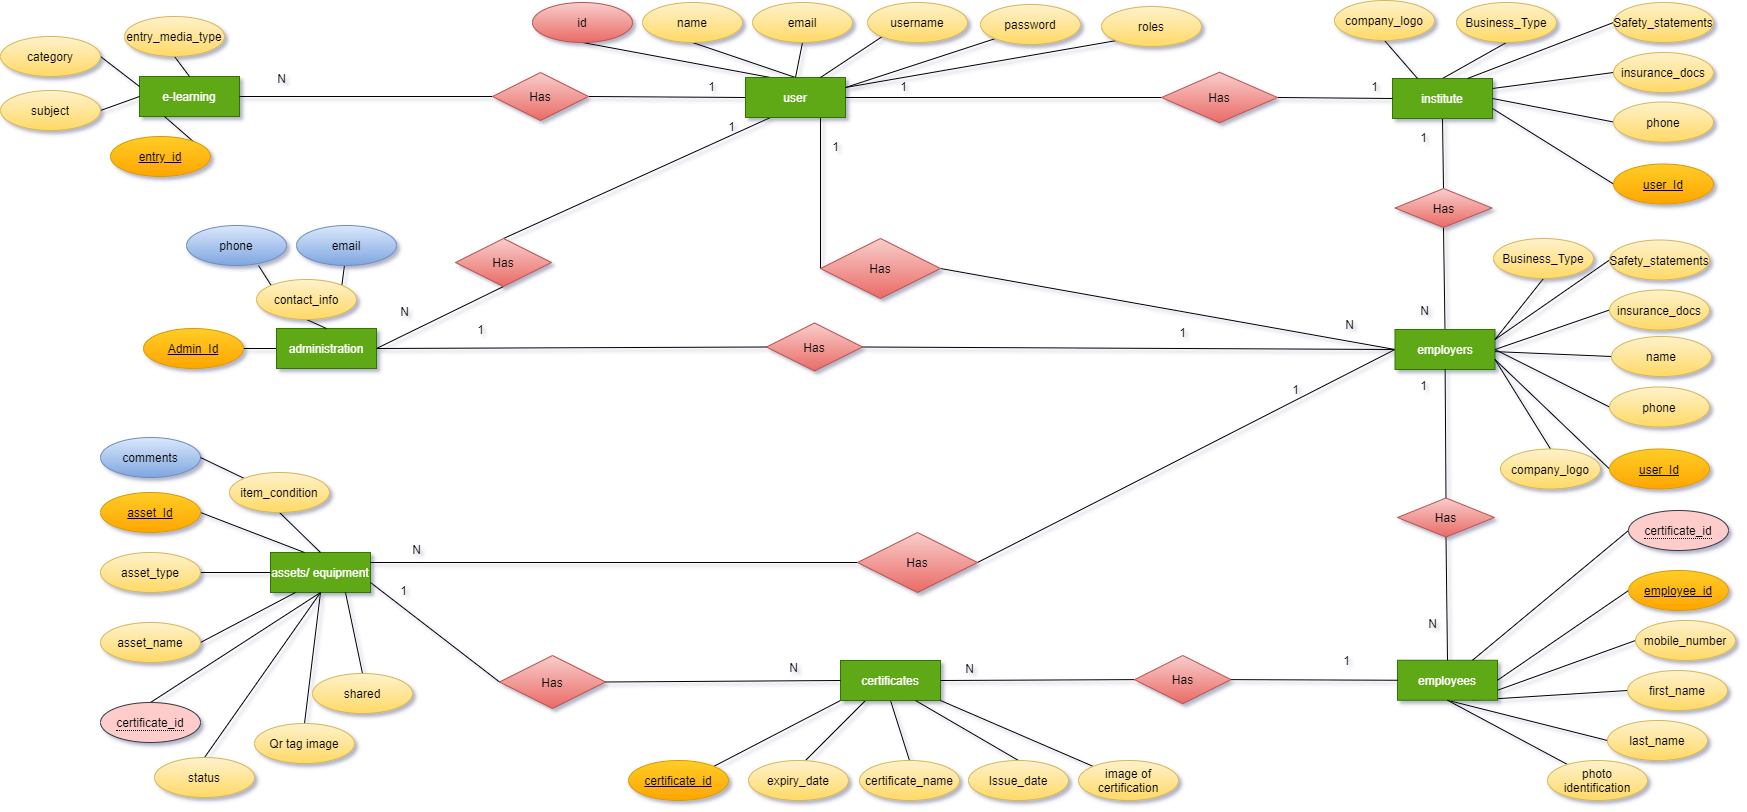 id
name
email
username
password
roles
company_logo
Business_Type
Safety_statements
entry_media_type
category
N
Has
1
user
1
Has
1
institute
insurance_docs
e-learning
subject
phone
entry_id
1
1
1
user_Id
Has
phone
email
Has
Has
Business_Type
Safety_statements
contact_info
N
N
insurance_docs
1
N
1
Admin_Id
administration
Has
employers
name
1
1
phone
comments
company_logo
user_Id
item_condition
asset_Id
Has
certificate_id
N
Has
asset_type
assets/ equipment
1
employee_id
asset_name
N
mobile_number
N
N
1
shared
Has
certificates
Has
employees
first_name
certificate_id
Qr tag image
last_name
status
certificate_id
expiry_date
certificate_name
Issue_date
image of
certification
photo
identification